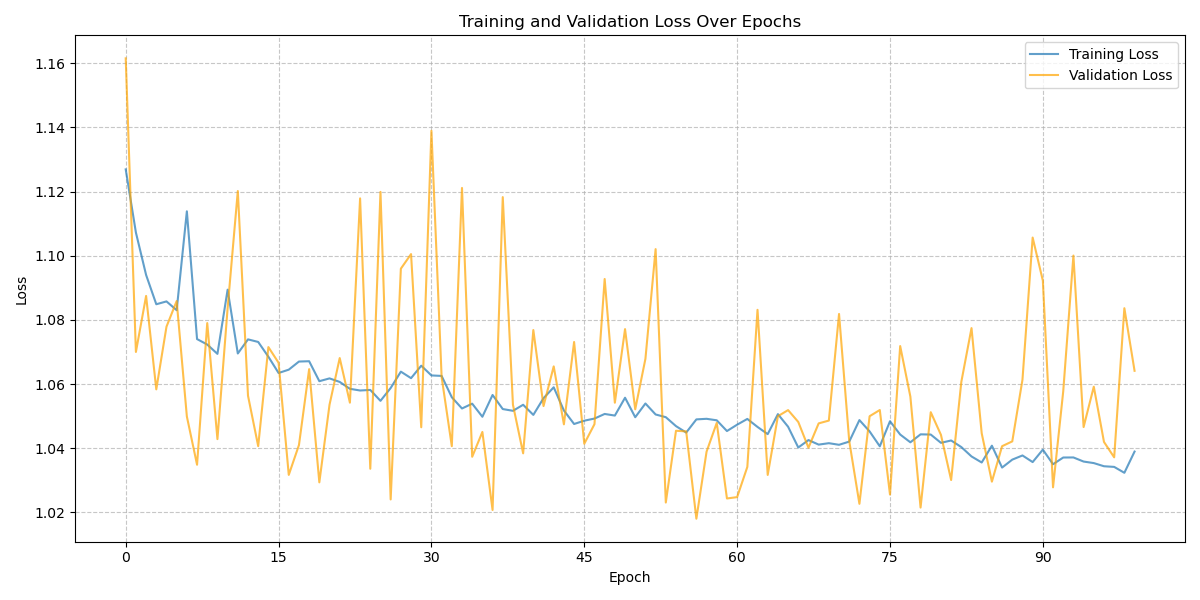 Training and Validation Loss Over Epochs
Training Loss
Validation Loss
1.16
1.14
1.12
1.10
1.08
1.06
1.04
1.02
Loss
0 15 30 45 60 75 90
Epoch